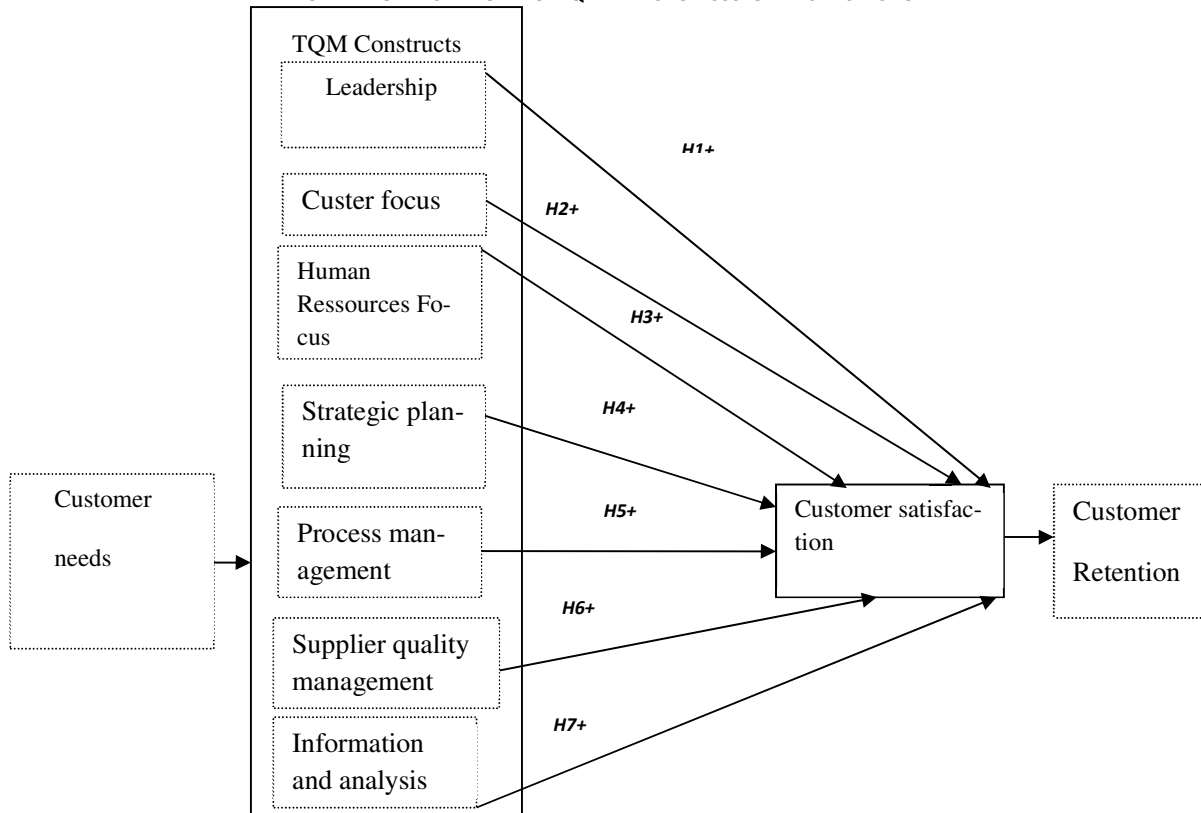 TQM Constructs
Leadership
H1+
Custer focus
H2+
Human
Ressources Fo-
cus
H3+
Strategic plan-
ning
H4+
Customer
needs
Process man-
agement
H5+
Customer satisfac-
tion
Customer
Retention
H6+
Supplier quality
management
H7+
Information
and analysis